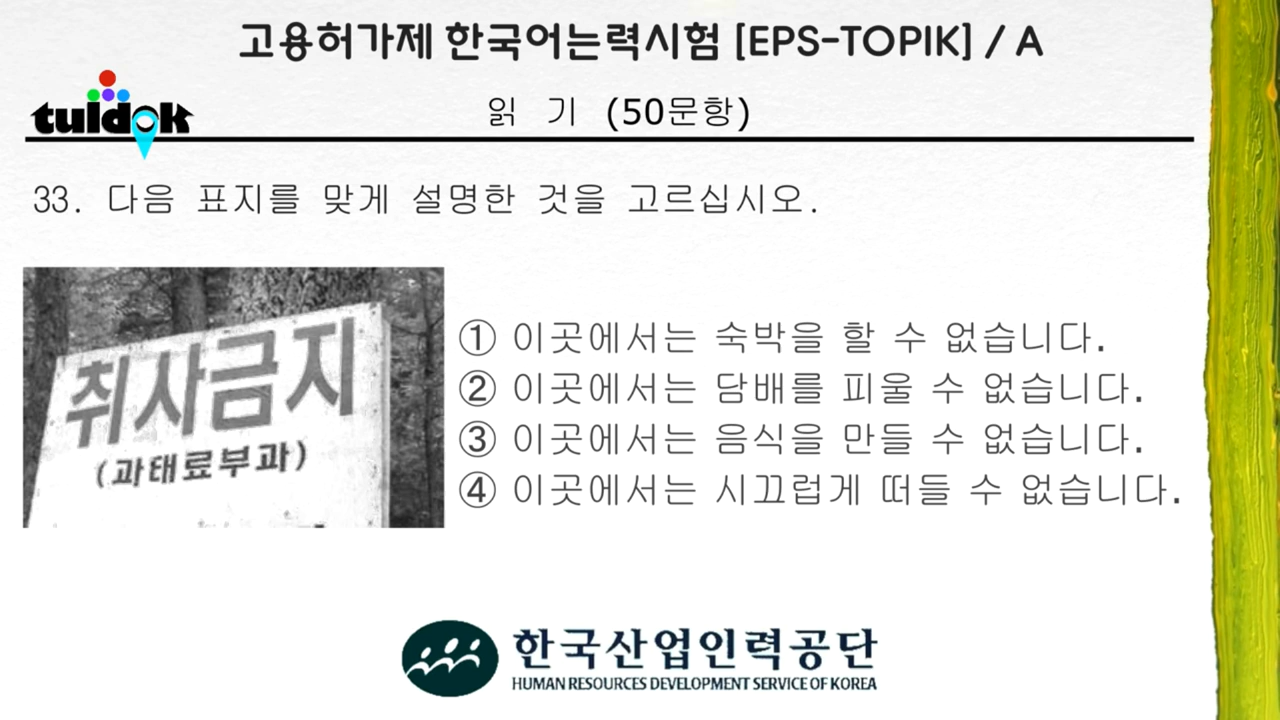 고용허가제 한국어능력시험 [EPS-TOPIK] / A
tuidok
읽 기 (50문항)
33. 다음 표지를 맞게 설명한 것을 고르십시오.
취사금지
(과태료부과)
① 이곳에서는 숙박을 할 수 없습니다.
② 이곳에서는 담배를 피울 수 없습니다.
③ 이곳에서는 음식을 만들 수 없습니다.
④ 이곳에서는 시끄럽게 떠들 수 없습니다.
한국산업인력공단
HUMAN RESOURCES DEVELOPMENT SERVICE OF KOREA